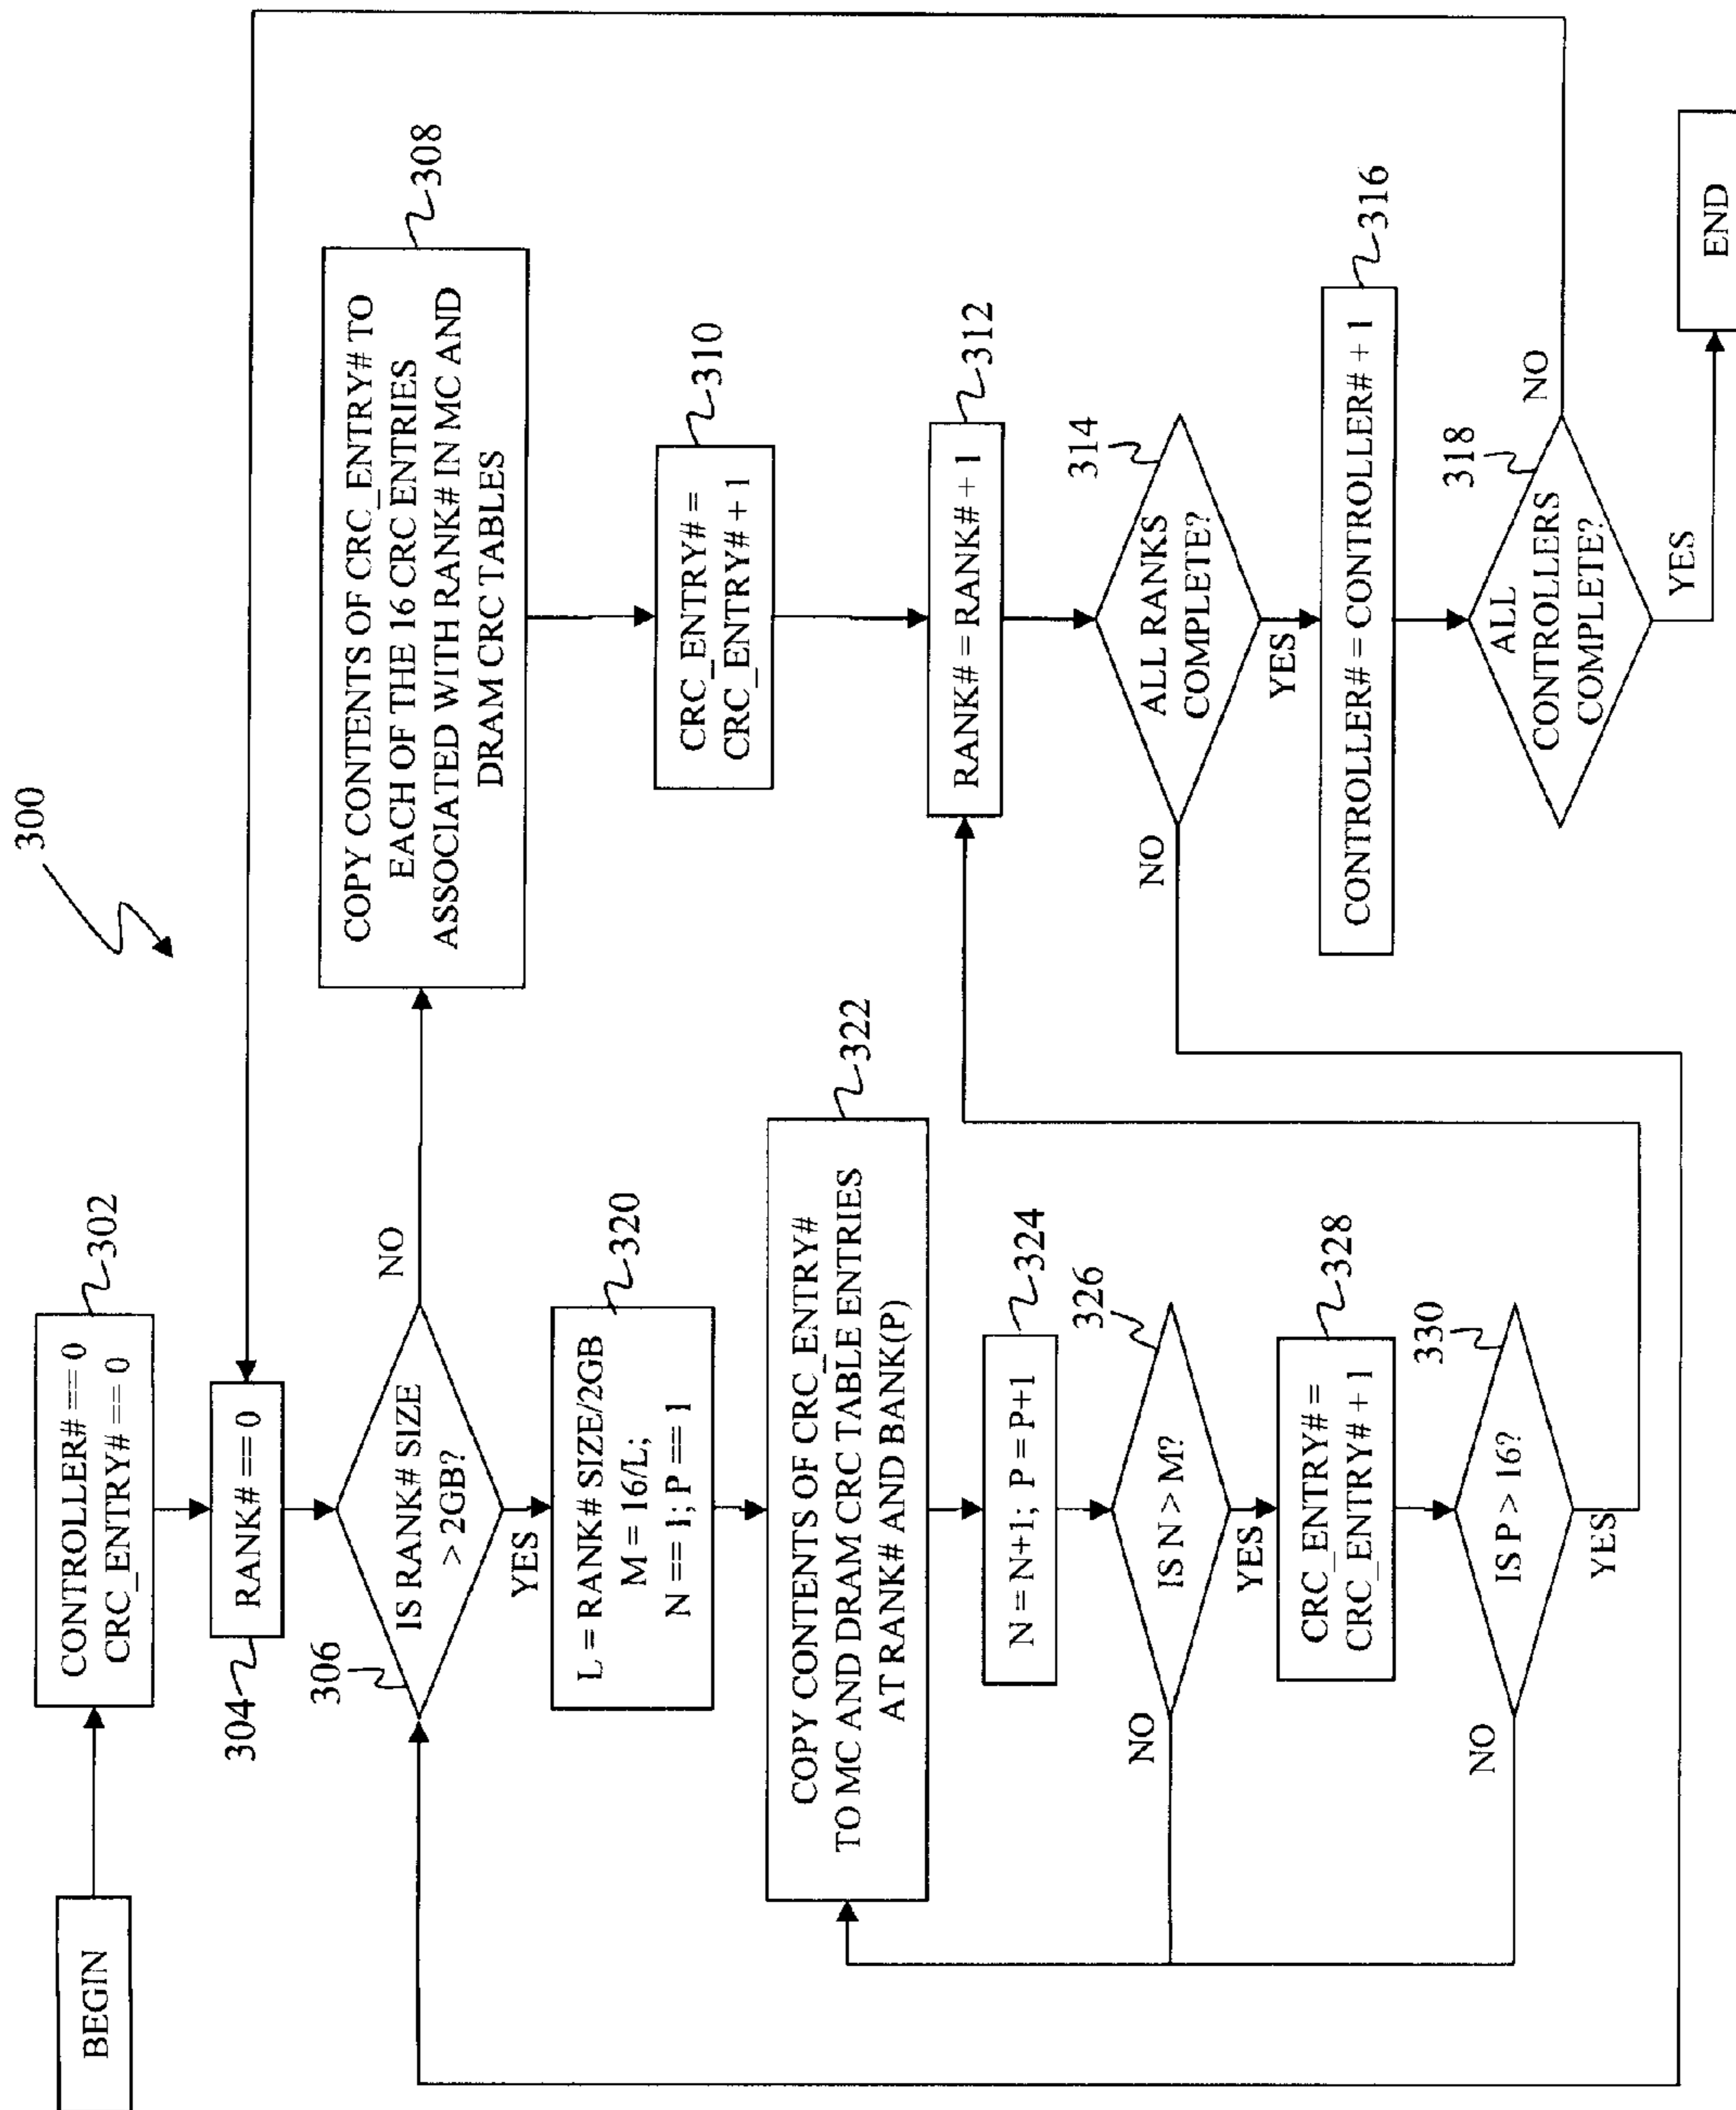 300
BEGIN
CONTROLLER# == 0
CRC_ENTRY# == 0
302
RANK# == 0
304
IS RANK# SIZE
> 2GB?
306
NO
YES
COPY CONTENTS OF CRC_ENTRY# TO
EACH OF THE 16 CRC ENTRIES
ASSOCIATED WITH RANK# IN MC AND
DRAM CRC TABLES
308
CRC_ENTRY# =
CRC_ENTRY# + 1
310
RANK# = RANK# + 1
312
ALL RANKS
COMPLETE?
314
NO
YES
CONTROLLER# = CONTROLLER# + 1
316
ALL
CONTROLLERS
COMPLETE?
318
NO
YES
END
L = RANK# SIZE/2GB
M = 16/L;
N == 1; P == 1
320
COPY CONTENTS OF CRC_ENTRY#
TO MC AND DRAM CRC TABLE ENTRIES
AT RANK# AND BANK(P)
322
N = N+1; P = P+1
324
IS N > M?
326
NO
YES
CRC_ENTRY# =
CRC_ENTRY# + 1
328
IS P > 16?
330
NO
YES